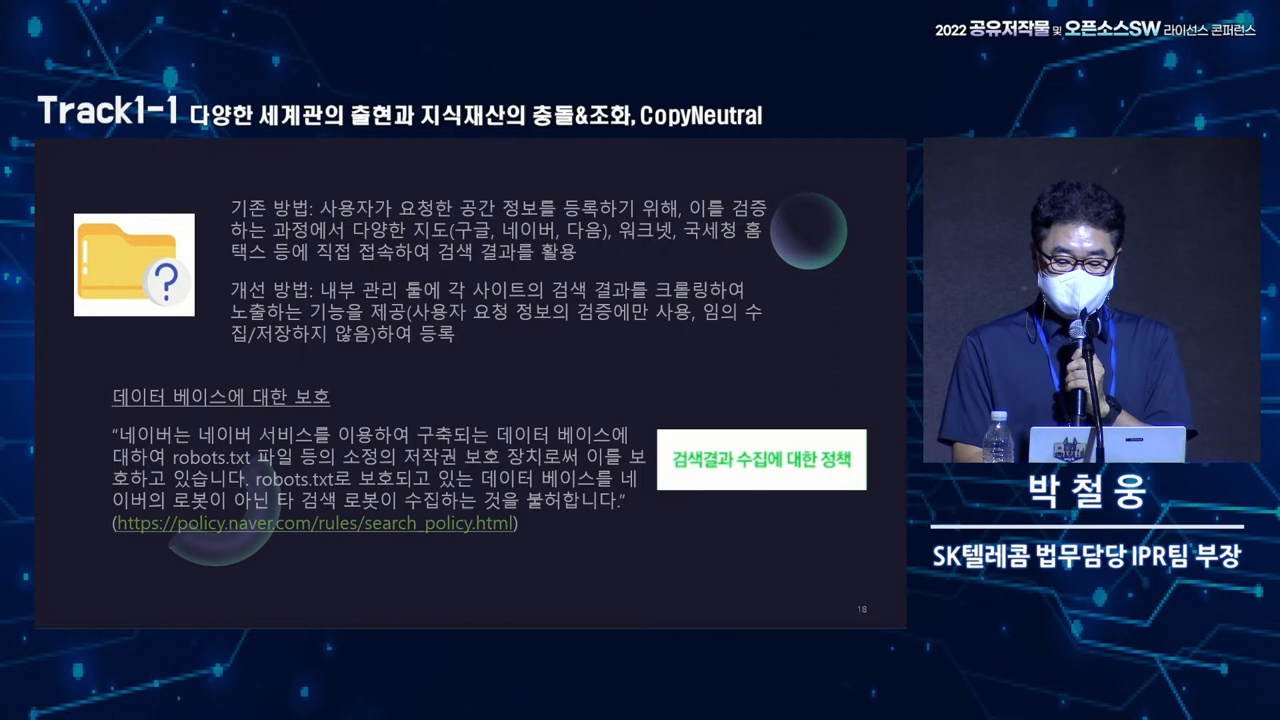 2022 공유저작물 및 오픈소스SW 라이선스 콘퍼런스
Track1-1 다양한 세계관의 출현과 지식재산의 충돌&조화, CopyNeutral
기존 방법: 사용자가 요청한 공간 정보를 등록하기 위해, 이를 검증
하는 과정에서 다양한 지도(구글, 네이버, 다음), 워크넷, 국세청 홈
택스 등에 직접 접속하여 검색 결과를 활용
?
개선 방법: 내부 관리 툴에 각 사이트의 검색 결과를 크롤링하여
노출하는 기능을 제공(사용자 요청 정보의 검증에만 사용, 임의 수
집/저장하지 않음)하여 등록
데이터 베이스에 대한 보호
“네이버는 네이버 서비스를 이용하여 구축되는 데이터 베이스에
대하여 robots.txt 파일 등의 소정의 저작권 보호 장치로써 이를 보
호하고 있습니다. robots.txt로 보호되고 있는 데이터 베이스를 네
이버의 로봇이 아닌 타 검색 로봇이 수집하는 것을 불허합니다.”
(https://policy.naver.com/rules/search_policy.html)
검색결과 수집에 대한 정책
18
박철웅
SK텔레콤 법무담당 IPR팀 부장